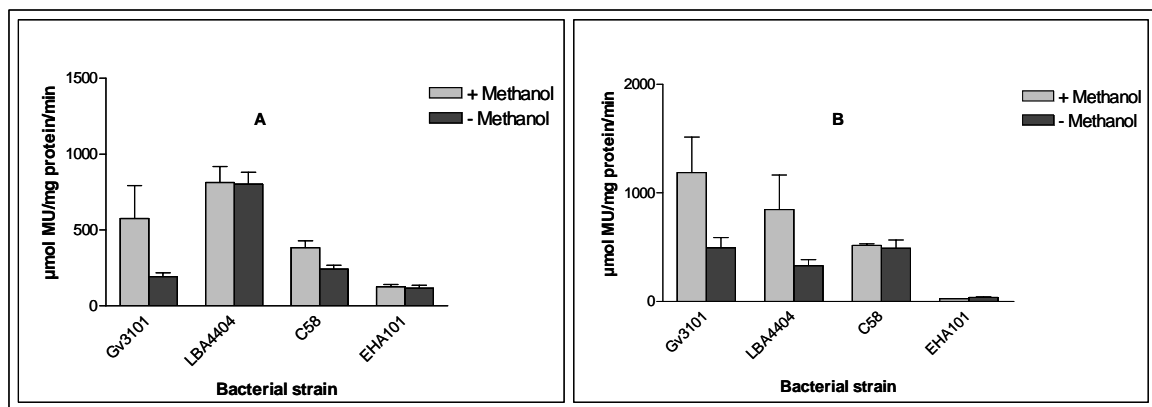 1500
1000
500
0
µmol MU/mg protein/min
A
+ Methanol
- Methanol
Gv3101
LBA4404
C58
EHA101
Bacterial strain
2000
1000
0
µmol MU/mg protein/min
B
+ Methanol
- Methanol
Gv3101
LBA4404
C58
EHA101
Bacterial strain